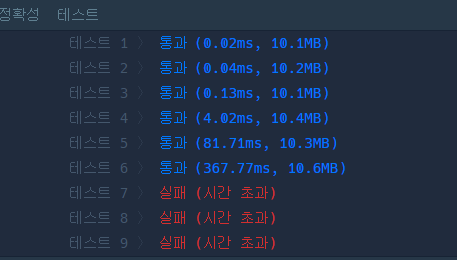 정확성 테스트
테스트 1 〉 통과 (0.02ms, 10.1MB)
테스트 2 〉 통과 (0.04ms, 10.2MB)
테스트 3 〉 통과 (0.13ms, 10.1MB)
테스트 4 〉 통과 (4.02ms, 10.4MB)
테스트 5 〉 통과 (81.71ms, 10.3MB)
테스트 6 〉 통과 (367.77ms, 10.6MB)
테스트 7 〉 실패 (시간 초과)
테스트 8 〉 실패 (시간 초과)
테스트 9 〉 실패 (시간 초과)